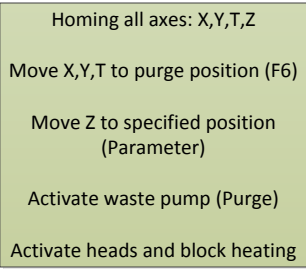 Homing all axes: X,Y,T,Z
Move X,Y,T to purge position (F6)
Move Z to specified position
(Parameter)
Activate waste pump (Purge)
Activate heads and block heating